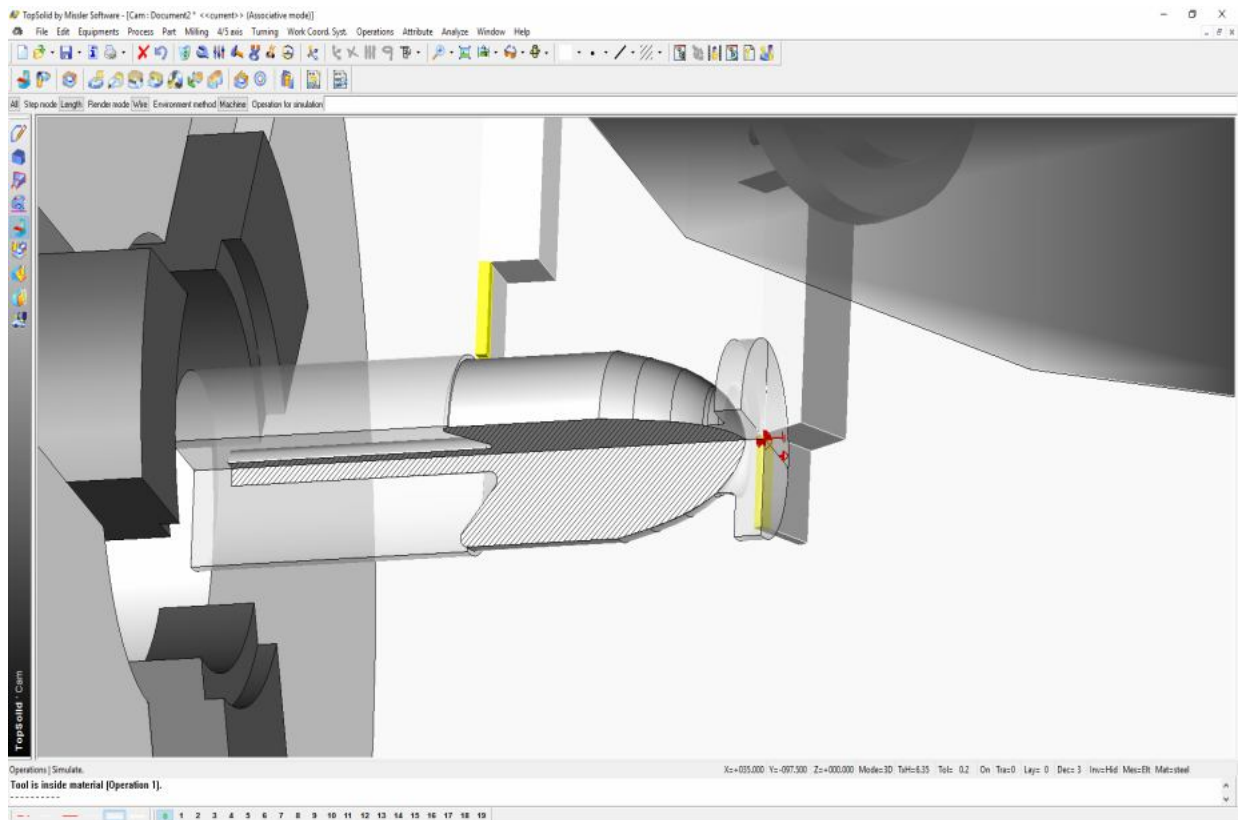 TopSolid by Missler Software - [Cam : Document2 * <<current>> (Associative mode)]
File Edit Equipments Process Part Milling 4/5 axis Turning Work Coord. Syst. Operations Attribute Analyze Window Help
All Step mode Length Render mode Wire Environment method Machine Operation for simulation
TopSolid'Cam
Operations | Simulate.
X=+035.000 Y=-097.500 Z=+000.000 Mode=3D TsH=6.35 Tol= 0.2 On Tra=0 Lay= 0 Dec= 3 Inv=Hid Mes=Elt Mat=steel
Tool is inside material (Operation 1).
----------
0 1 2 3 4 5 6 7 8 9 10 11 12 13 14 15 16 17 18 19